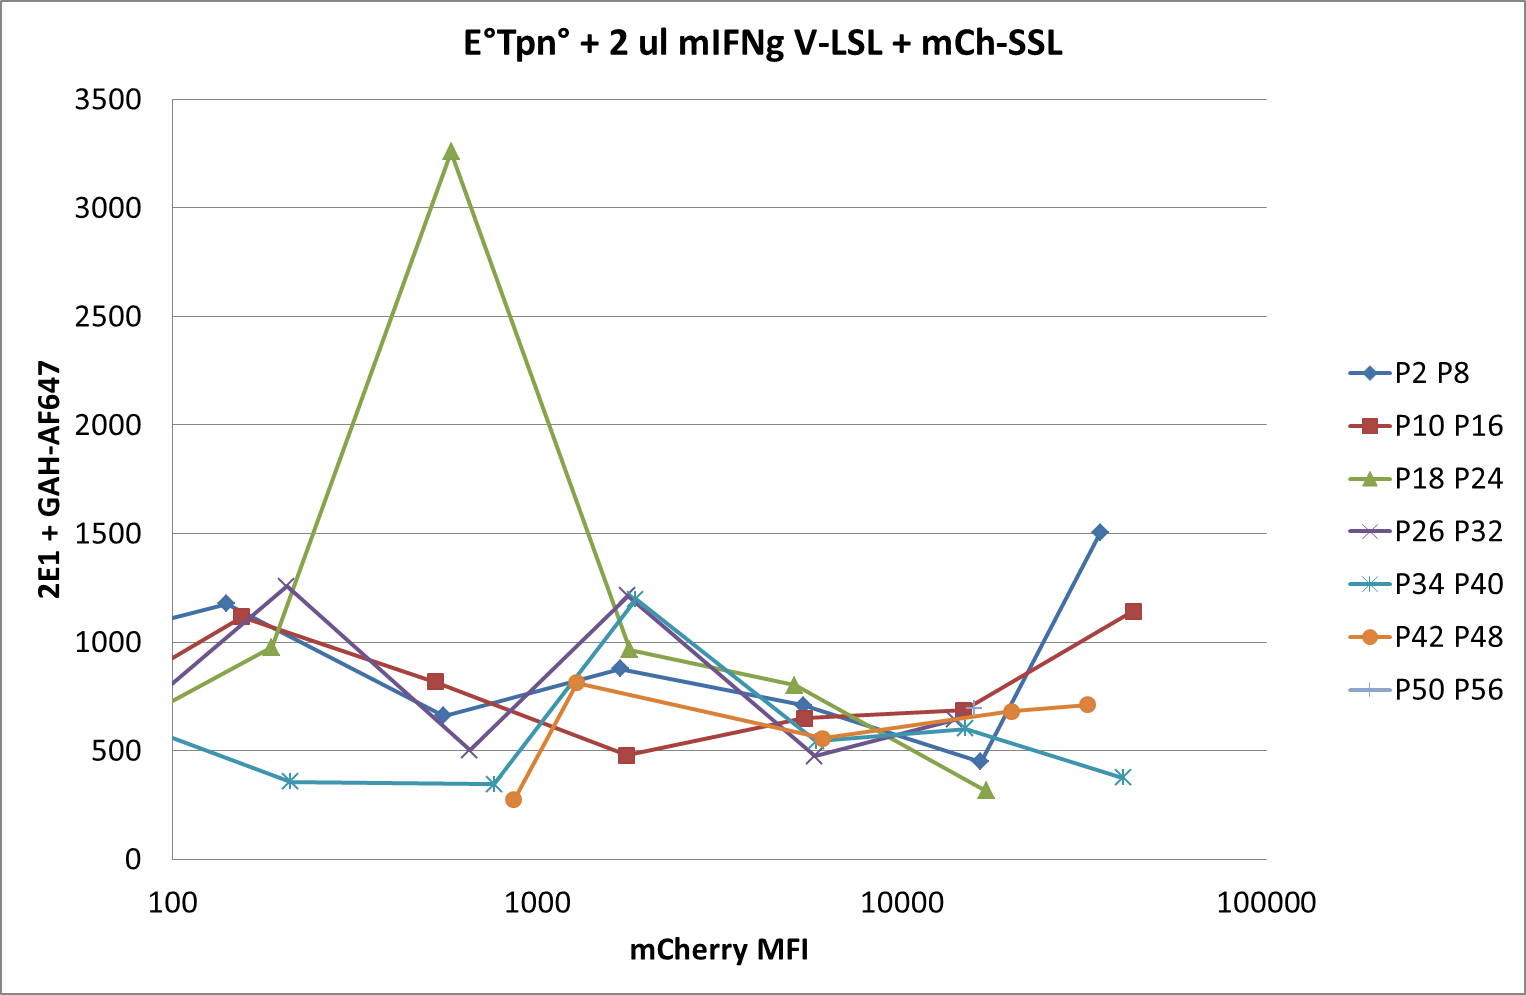 E°Tpn° + 2 ul mIFNg V-LSL + mCh-SSL
3500
3000
2500
2000
1500
1000
500
0
2E1 + GAH-AF647
100
1000
10000
100000
mCherry MFI
P2 P8
P10 P16
P18 P24
P26 P32
P34 P40
P42 P48
P50 P56